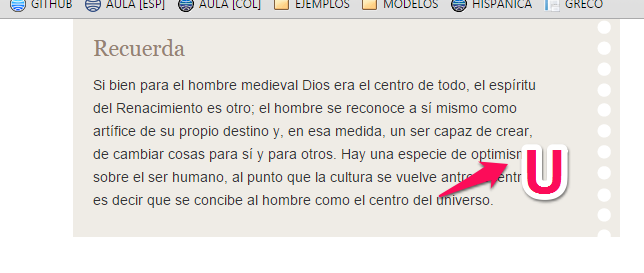 GITHUB AULA [ESP] AULA [COL] EJEMPLOS MODELOS HISPANICA GRECO
Recuerda
Si bien para el hombre medieval Dios era el centro de todo, el espíritu
del Renacimiento es otro; el hombre se reconoce a sí mismo como
artífice de su propio destino y, en esa medida, un ser capaz de crear,
de cambiar cosas para sí y para otros. Hay una especie de
sobre el ser humano, al punto que la cultura se vuelve
es decir que se concibe al hombre como el centro del universo.
U